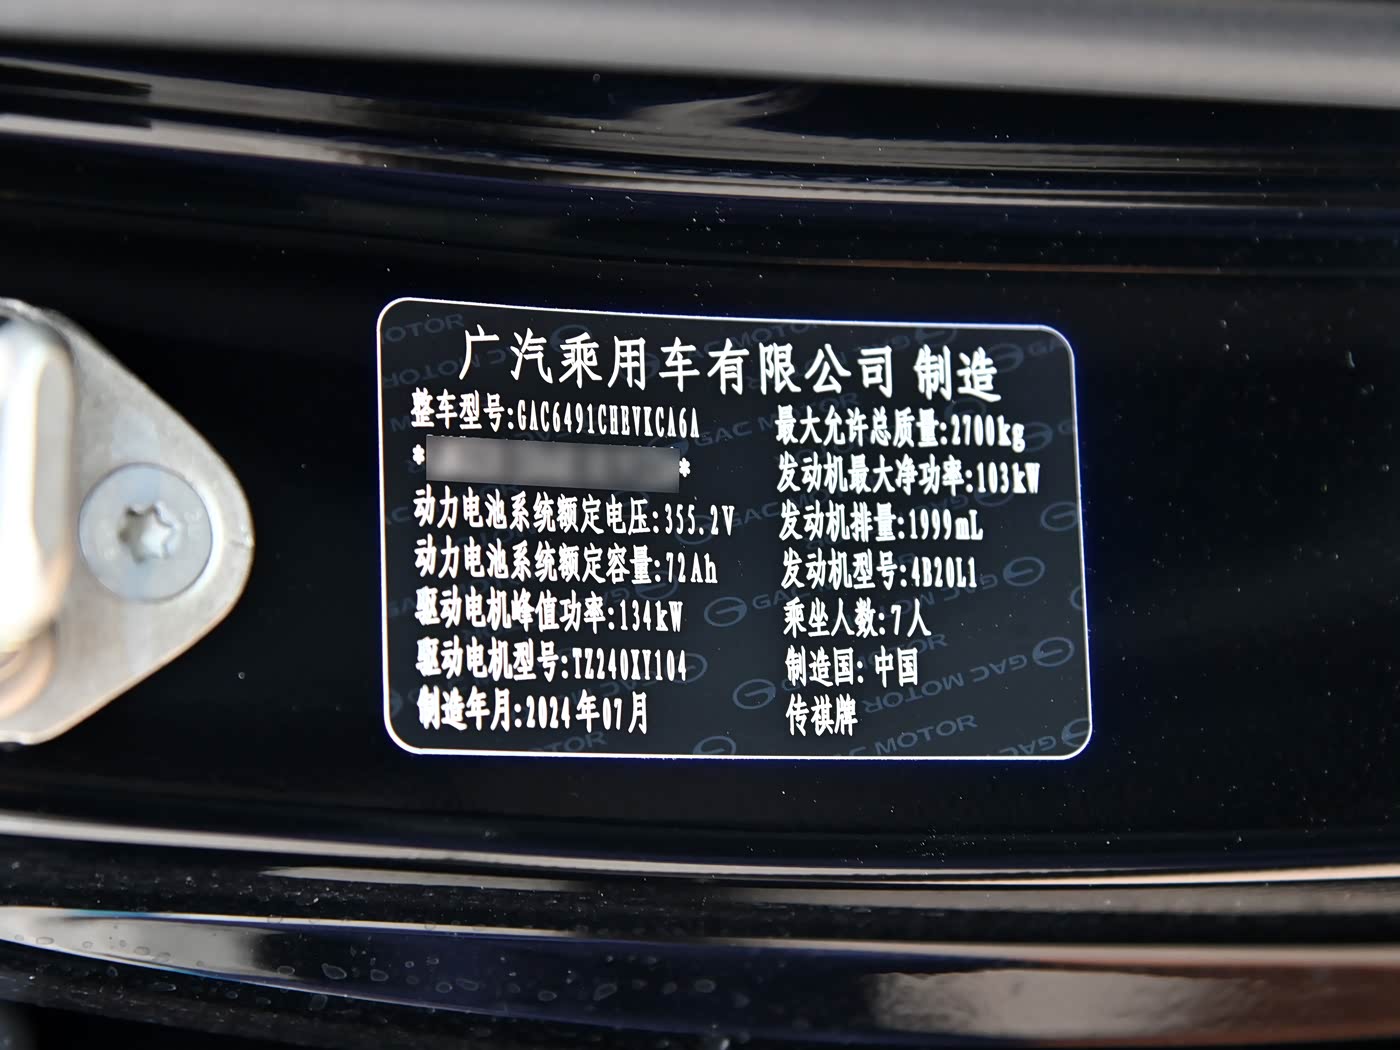 广汽乘用车有限公司 制造
整车型号:GAC6491CHEVKCA6A
* *
动力电池系统额定电压:355.2V
动力电池系统额定容量:72Ah
驱动电机峰值功率:134kW
驱动电机型号:TZ240XY104
制造年月:2024年07月
最大允许总质量:2700kg
发动机最大净功率:103kW
发动机排量:1999mL
发动机型号:4B20L1
乘坐人数:7人
制造国: 中国
传祺牌
GAC MOTOR